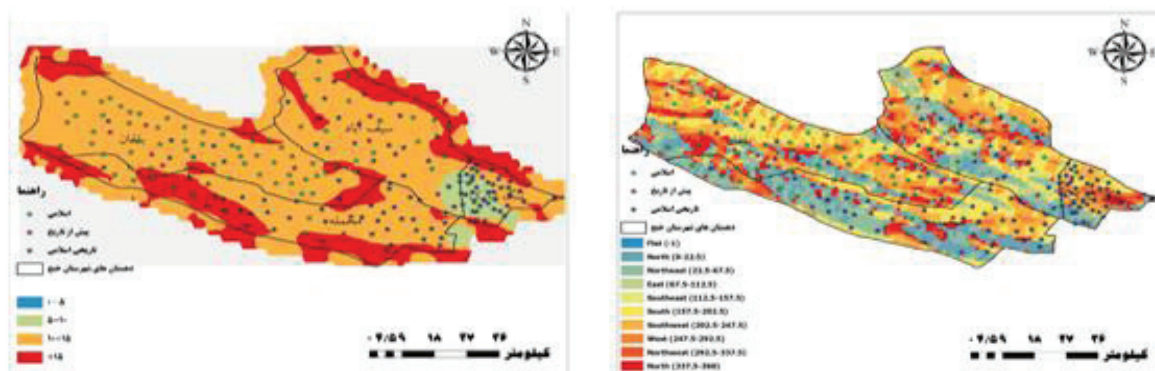 N
W E
S
سیف آباد
راهنما
اسلامی
پیش از تاریخ
تاریخی اسلامی
دهستان های شهرستان خنج
۰-۵
۵-۱۰
۱۰-۱۵
+۱۵
۰ ۴/۵۹ ۱۸ ۲۷ ۳۶
کیلومتر
N
W E
S
راهنما
اسلامی
پیش از تاریخ
تاریخی اسلامی
دهستان های شهرستان خنج
Flat (-1)
North (0-22.5)
Northeast (22.5-67.5)
East (67.5-112.5)
Southeast (112.5-157.5)
South (157.5-202.5)
Southwest (202.5-247.5)
West (247.5-292.5)
Northwest (292.5-337.5)
North (337.5-360)
۰ ۴/۵۹ ۱۸ ۲۷ ۳۶
کیلومتر